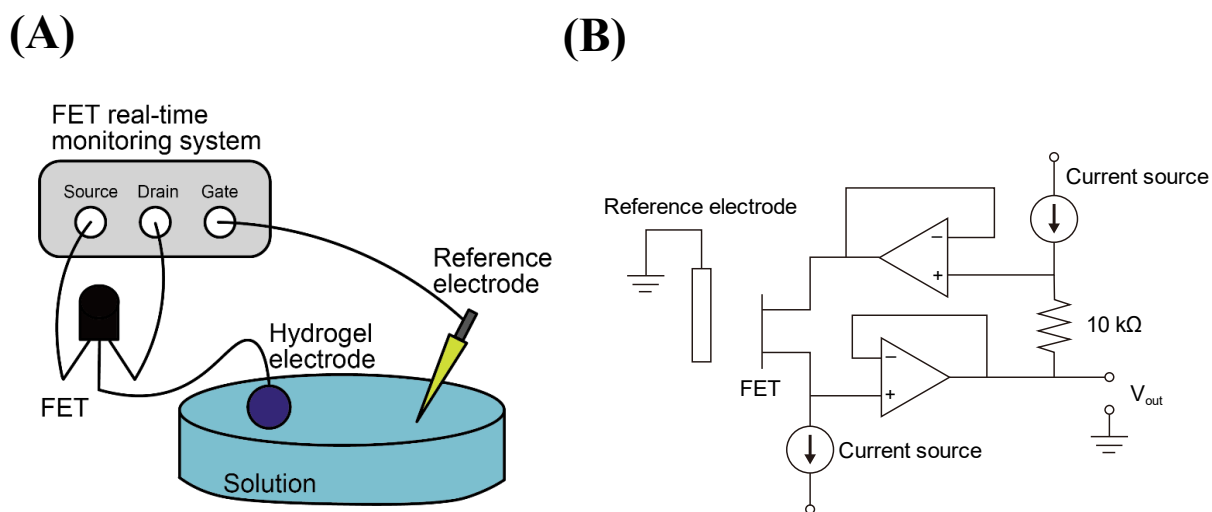 (A)
FET real-time
monitoring system
Source Drain Gate
Reference
electrode
Hydrogel
electrode
FET
Solution
(B)
Current source
Reference electrode
−
+
10 kΩ
−
+
FET
Vout
Current source